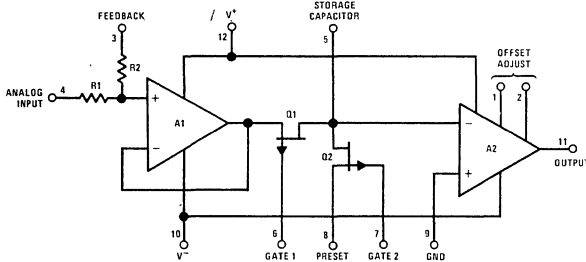 STORAGE
CAPACITOR
FEEDBACK
/ V+
3
12
5
OFFSET
ADJUST
R2
1
2
ANALOG
INPUT
4
R1
+
A1
−
Q1
Q2
−
A2
+
11
OUTPUT
10
6
8
7
9
V−
GATE 1
PRESET
GATE 2
GND